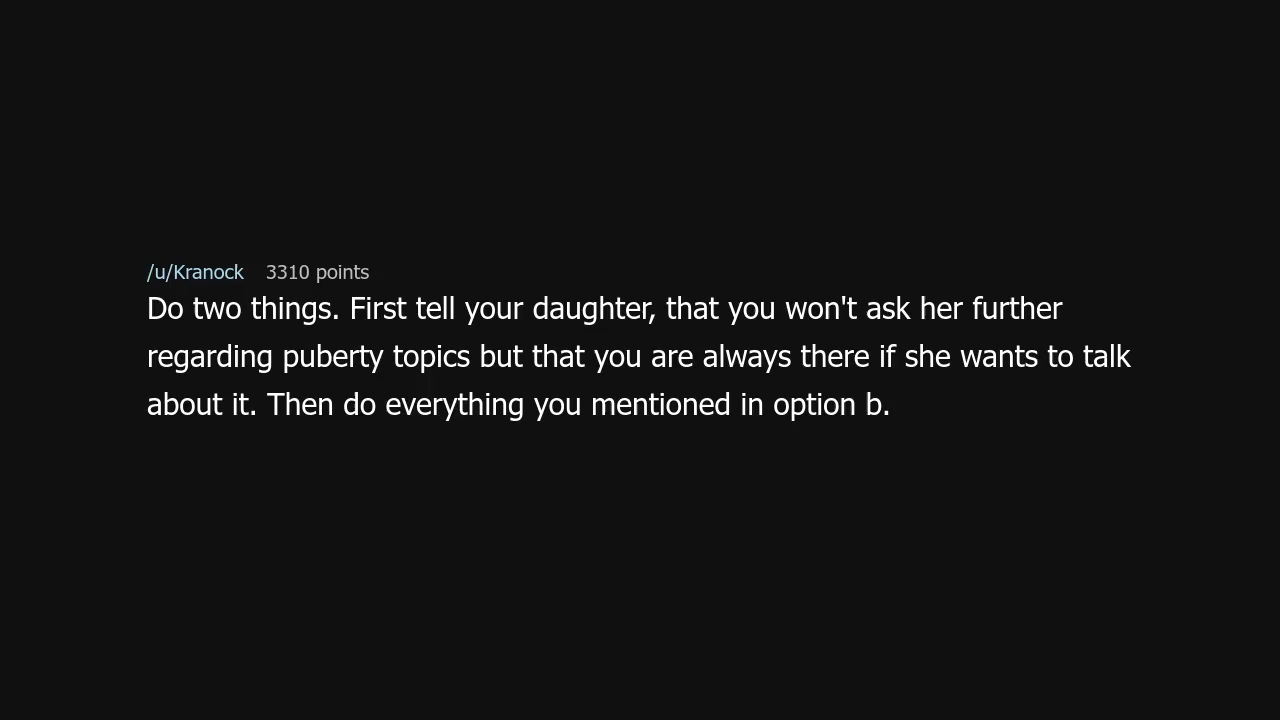 /u/Kranock 3310 points
Do two things. First tell your daughter, that you won't ask her further
regarding puberty topics but that you are always there if she wants to talk
about it. Then do everything you mentioned in option b.